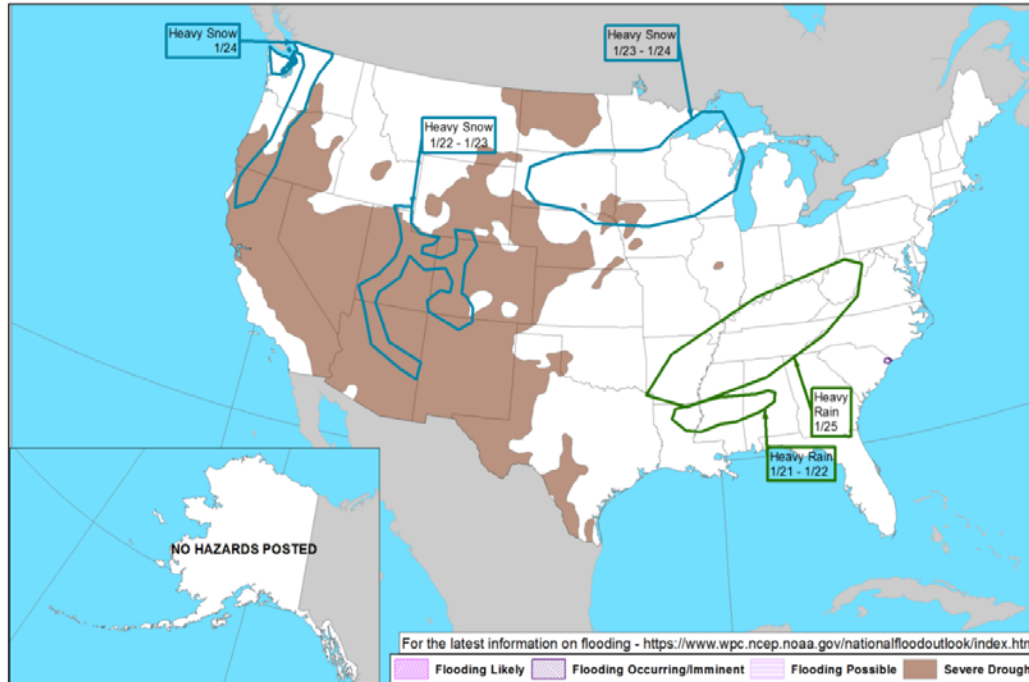 Heavy Snow
1/24
Heavy Snow
1/23 - 1/24
Heavy Snow
1/22 - 1/23
Heavy
Rain
1/25
Heavy Rain
1/21 - 1/22
NO HAZARDS POSTED
For the latest information on flooding - https://www.wpc.ncep.noaa.gov/nationalfloodoutlook/index.htm
Flooding Likely
Flooding Occurring/Imminent
Flooding Possible
Severe Drough